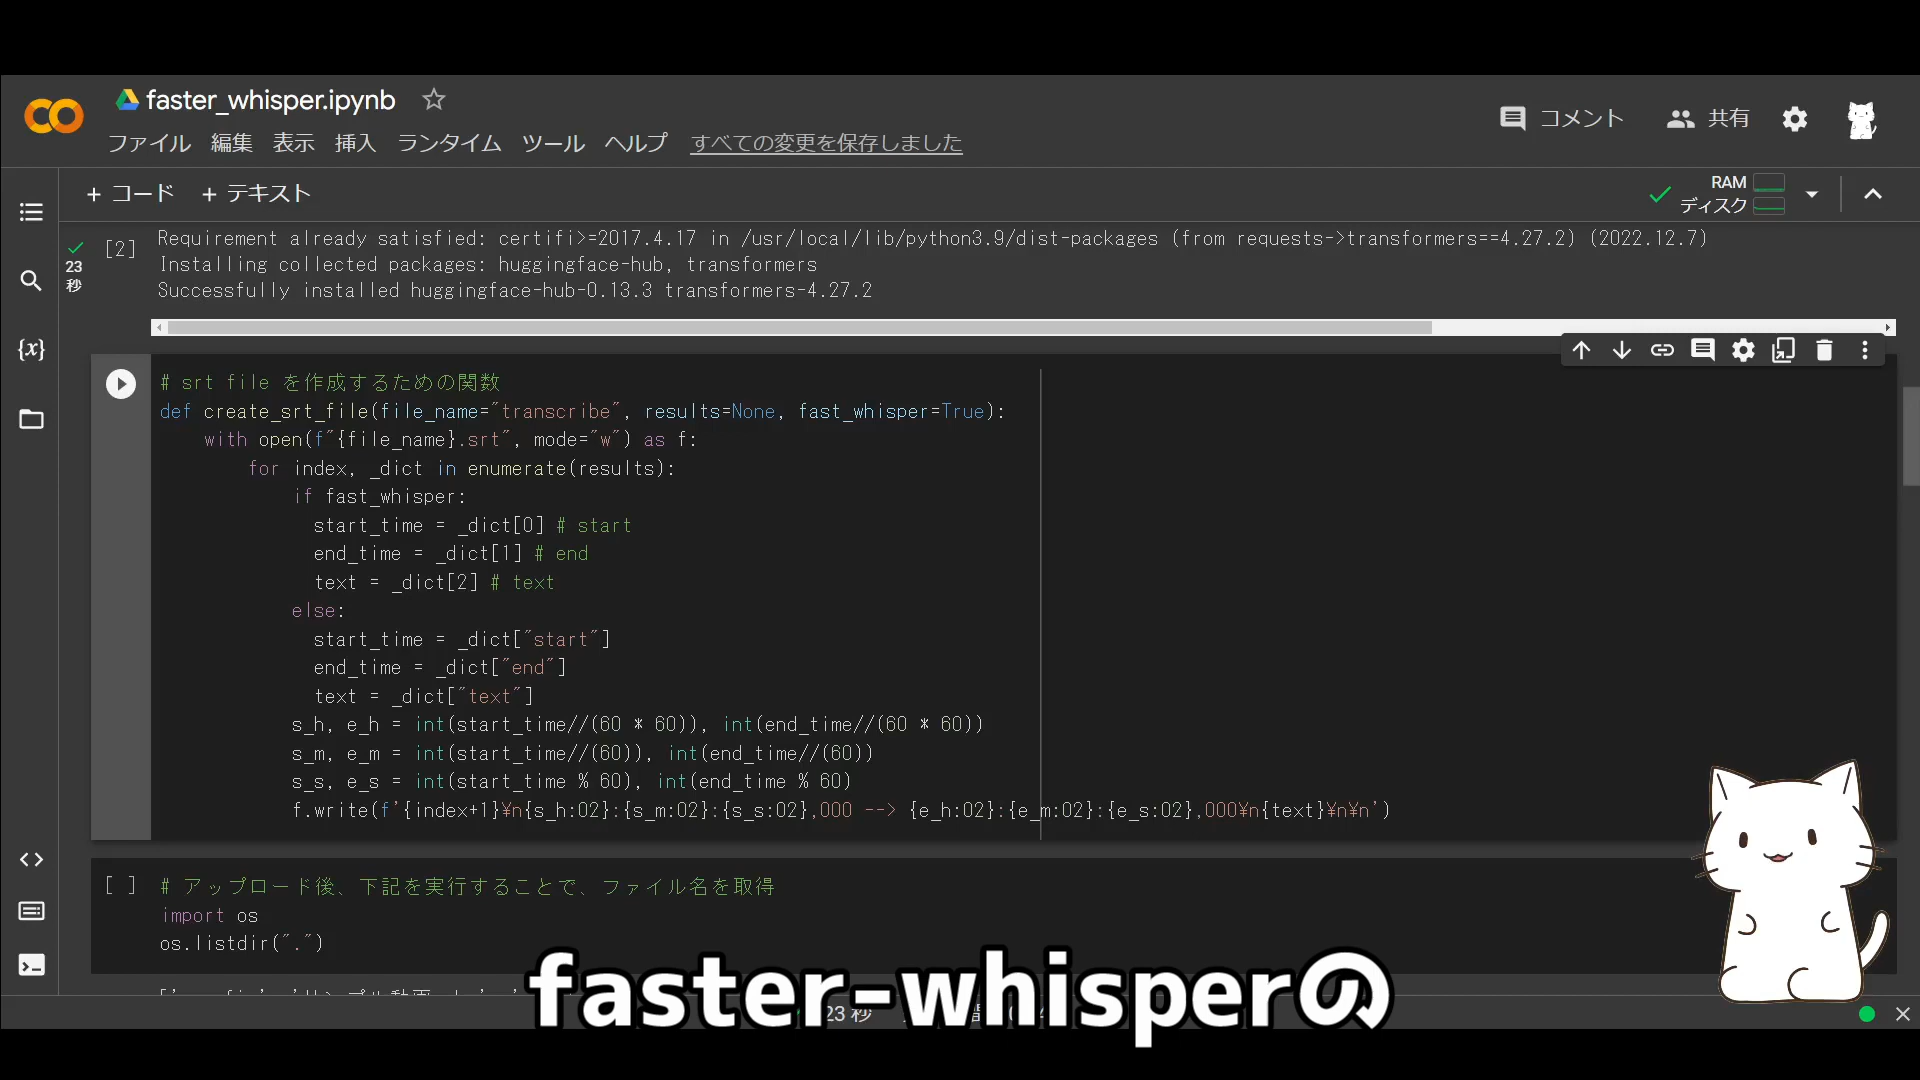 faster_whisper.ipynb
コメント 共有
ファイル 編集 表示 挿入 ランタイム ツール ヘルプ すべての変更を保存しました
+ コード + テキスト
RAM
ディスク
[2]
23
秒
Requirement already satisfied: certifi>=2017.4.17 in /usr/local/lib/python3.9/dist-packages (from requests->transformers==4.27.2) (2022.12.7)
Installing collected packages: huggingface-hub, transformers
Successfully installed huggingface-hub-0.13.3 transformers-4.27.2
{x}
# srt file を作成するための関数
def create_srt_file(file_name="transcribe", results=None, fast_whisper=True):
with open(f"{file_name}.srt", mode="w") as f:
for index, _dict in enumerate(results):
if fast_whisper:
start_time = _dict[0] # start
end_time = _dict[1] # end
text = _dict[2] # text
else:
start_time = _dict["start"]
end_time = _dict["end"]
text = _dict["text"]
s_h, e_h = int(start_time//(60 * 60)), int(end_time//(60 * 60))
s_m, e_m = int(start_time//(60)), int(end_time//(60))
s_s, e_s = int(start_time % 60), int(end_time % 60)
f.write(f'{index+1}¥n{s_h:02}:{s_m:02}:{s_s:02},000 --> {e_h:02}:{e_m:02}:{e_s:02},000¥n{text}¥n¥n')
[ ]
# アップロード後、下記を実行することで、ファイル名を取得
import os
os.listdir(".")
23 秒
faster-whisperの